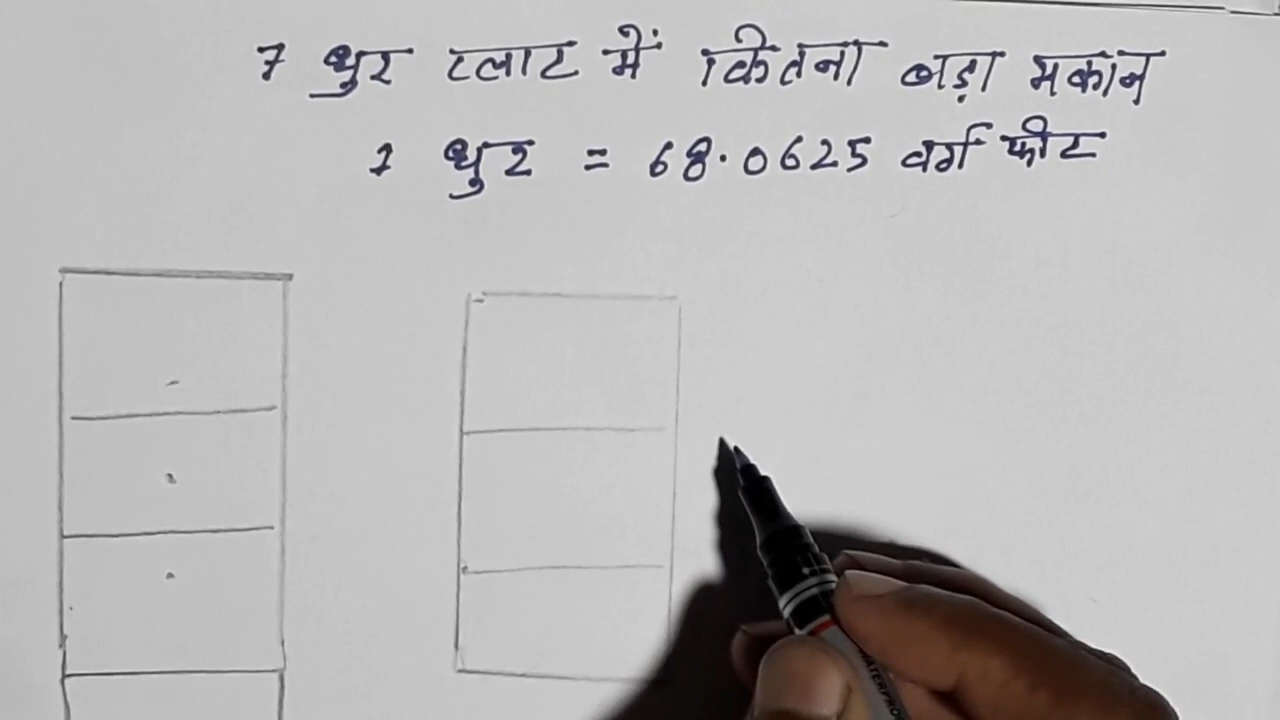 7 धुर प्लाट में कितना बड़ा मकान
1 धुर = 68.0625 वर्ग फीट